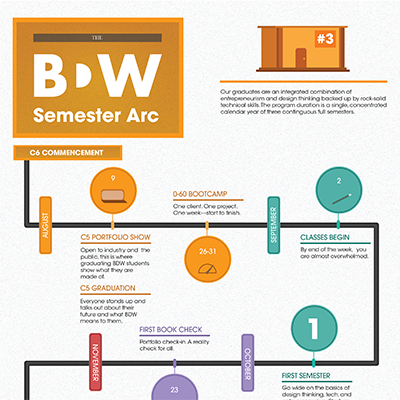 THE
BDW
Semester Arc
#3
Our graduates are an integrated combination of
entrepreneurism and design thinking backed up by rock-solid
technical skills. The program duration is a single, concentrated
calendar year of three contiguous full semesters.
C6 COMMENCEMENT
AUGUST
9
C5 PORTFOLIO SHOW
Open to industry and the
public, this is where
graduating BDW students
show what they are
made of.
C5 GRADUATION
Everyone stands up and
talks out about their
future and what BDW
means to them.
0-60 BOOTCAMP
One client. One project.
One week—start to finish.
26-31
SEPTEMBER
2
CLASSES BEGIN
By end of the week, you
are almost overwhelmed.
1
FIRST SEMESTER
Go wide on the basics of
design thinking, tech, and
OCTOBER
FIRST BOOK CHECK
Portfolio check-in. A reality
check for all.
23
NOVEMBER